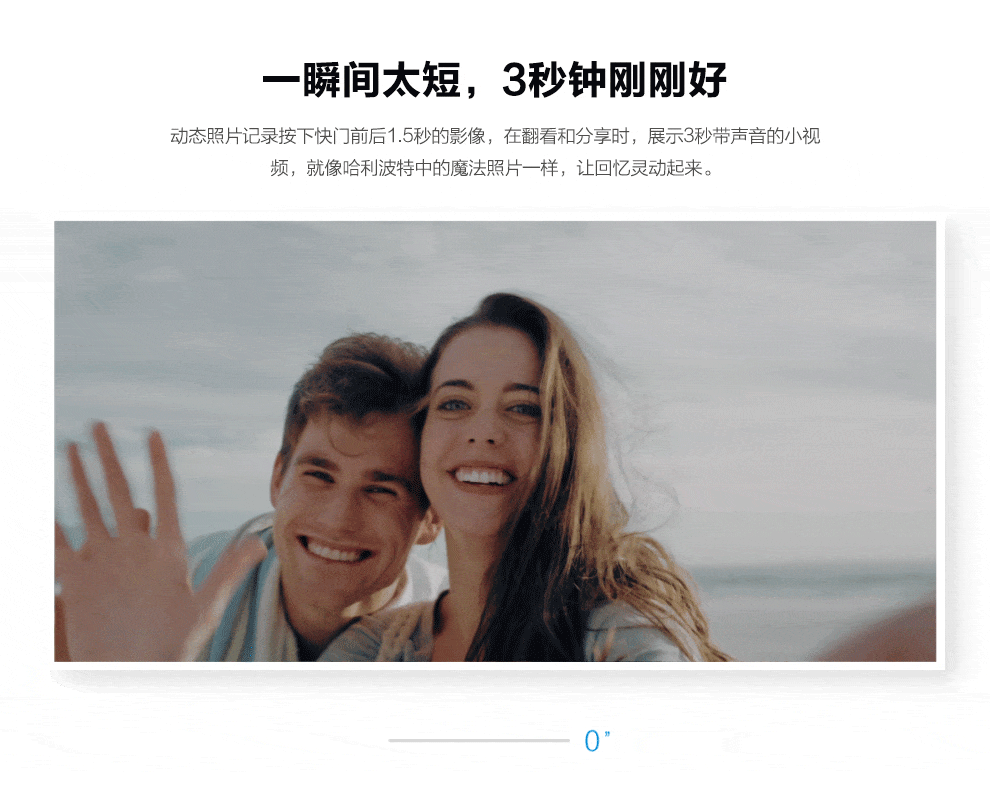 一瞬间太短，3秒钟刚刚好
动态照片记录按下快门前后1.5秒的影像，在翻看和分享时，展示3秒带声音的小视
频，就像哈利波特中的魔法照片一样，让回忆灵动起来。
0"